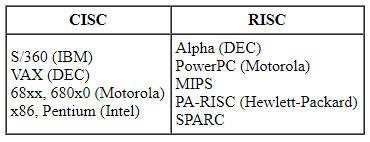 CISC
RISC
S/360 (IBM)
VAX (DEC)
68xx, 680x0 (Motorola)
x86, Pentium (Intel)
Alpha (DEC)
PowerPC (Motorola)
MIPS
PA-RISC (Hewlett-Packard)
SPARC